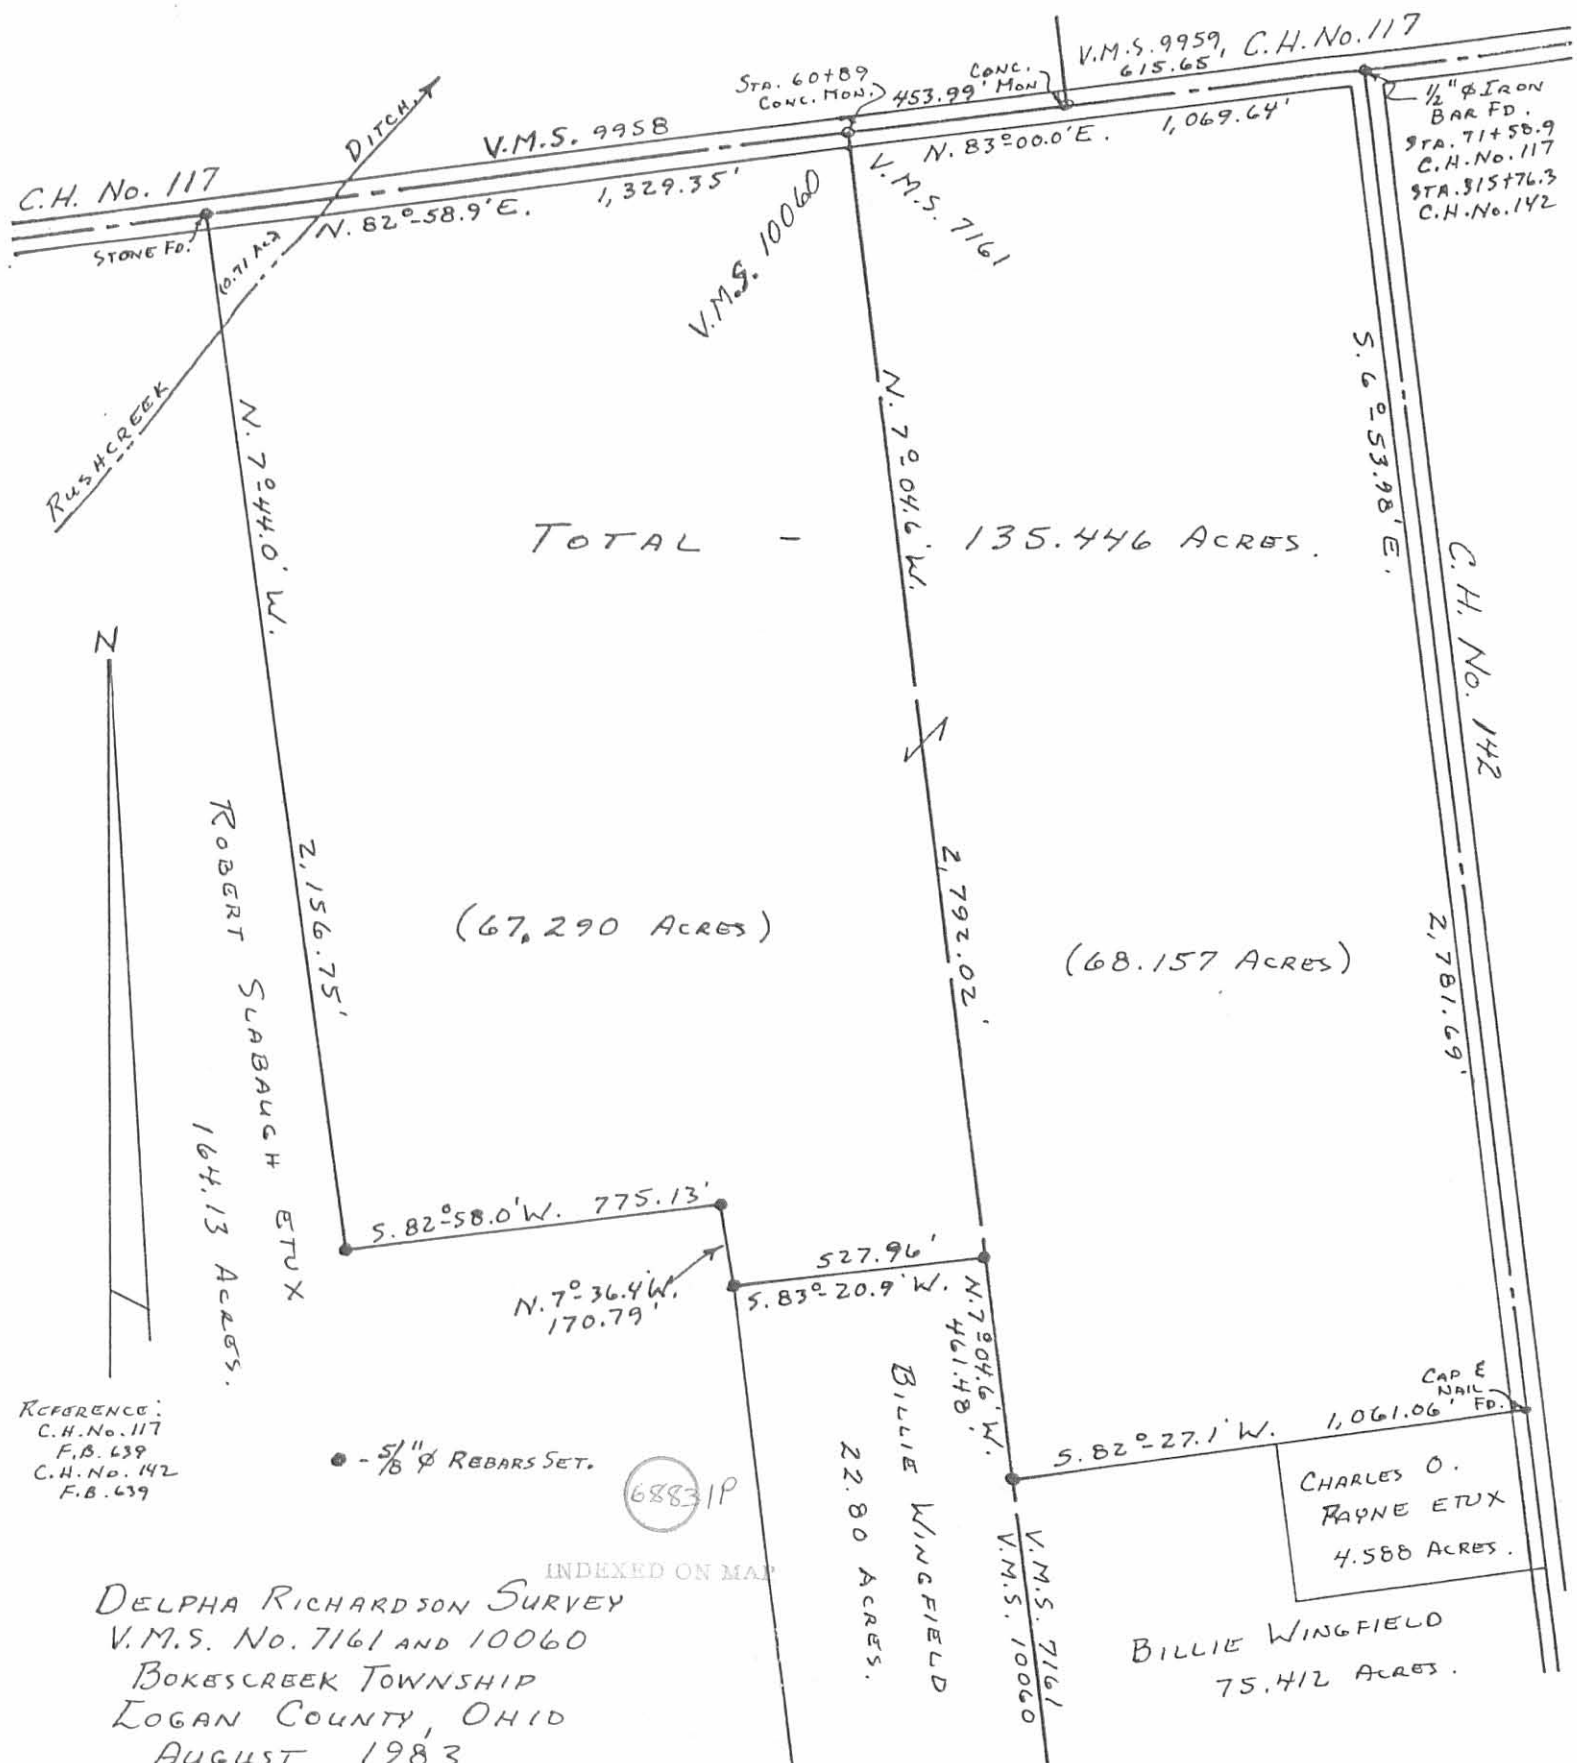 V.M.S. 9959, C.H. No. 117
615.65'
STA. 60+89
CONC. MON.
453.99'
CONC.
MON
1/2" φ IRON
BAR FD.
STA. 71+58.9
C.H. No. 117
STA. 315+76.3
C.H. No. 142
DITCH
V.M.S. 9958
N. 83°-00.0' E.
1,069.64'
C.H. No. 117
N. 82°-58.9' E.
1,329.35'
STONE FD.
V.M.S. 10060
V.M.S. 7161
RUSHCREEK
N. 7°-44.0' W.
N. 7°-04.6' W.
S. 6°-53.98' E.
TOTAL - 135.446 ACRES.
C. H. No. 142
N
2,156.75'
2,792.02'
2,781.69'
ROBERT SLABAUGH ETUX
164.13 ACRES.
(67.290 ACRES)
(68.157 ACRES)
S. 82°-58.0' W. 775.13'
N. 7°-36.4' W.
170.79'
527.96'
S. 83°-20.9' W.
N. 7°-04.6' W.
461.48'
CAP &
NAIL
FD.
S. 82°-27.1' W. 1,061.06'
REFERENCE:
C.H. No. 117
F.B. 639
C.H. No. 142
F.B. 639
- 5/8" φ REBARS SET.
68831P
INDEXED ON MAP
BILLIE WINGFIELD
22.80 ACRES.
V.M.S. 7161
V.M.S. 10060
CHARLES O.
PAYNE ETUX
4.588 ACRES.
BILLIE WINGFIELD
75.412 ACRES.
DELPHA RICHARDSON SURVEY
V.M.S. No. 7161 AND 10060
BOKESCREEK TOWNSHIP
LOGAN COUNTY, OHIO
AUGUST 1983